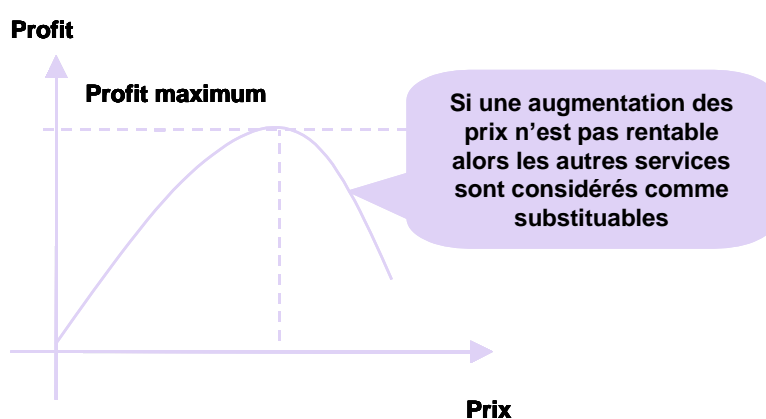 Profit
Profit maximum
Si une augmentation des
prix n'est pas rentable
alors les autres services
sont considérés comme
substituables
Prix